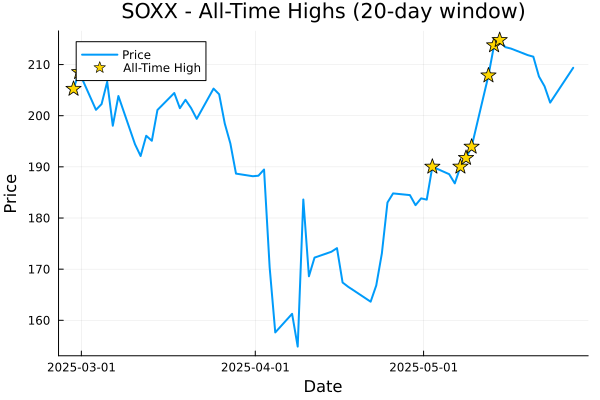 SOXX - All-Time Highs (20-day window)
Price
All-Time High
210
200
190
180
170
160
Price
2025-03-01
2025-04-01
2025-05-01
Date